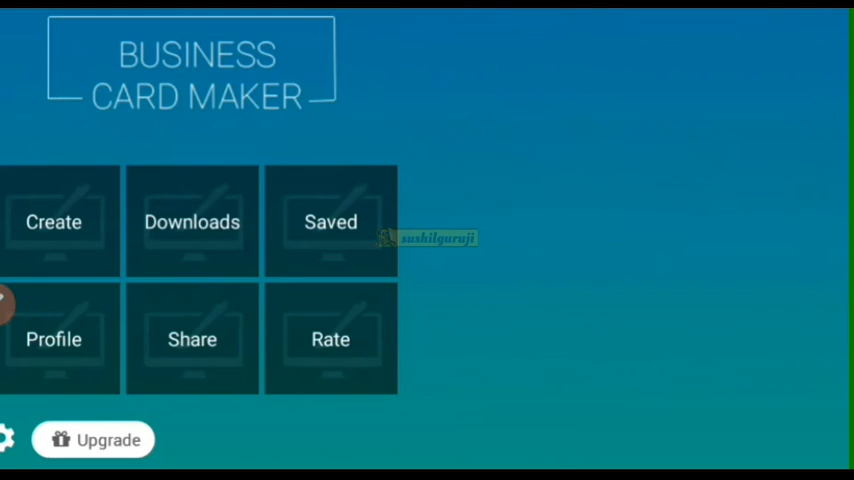 BUSINESS
CARD MAKER
Create
Downloads
Saved
sushilguruji
Profile
Share
Rate
Upgrade